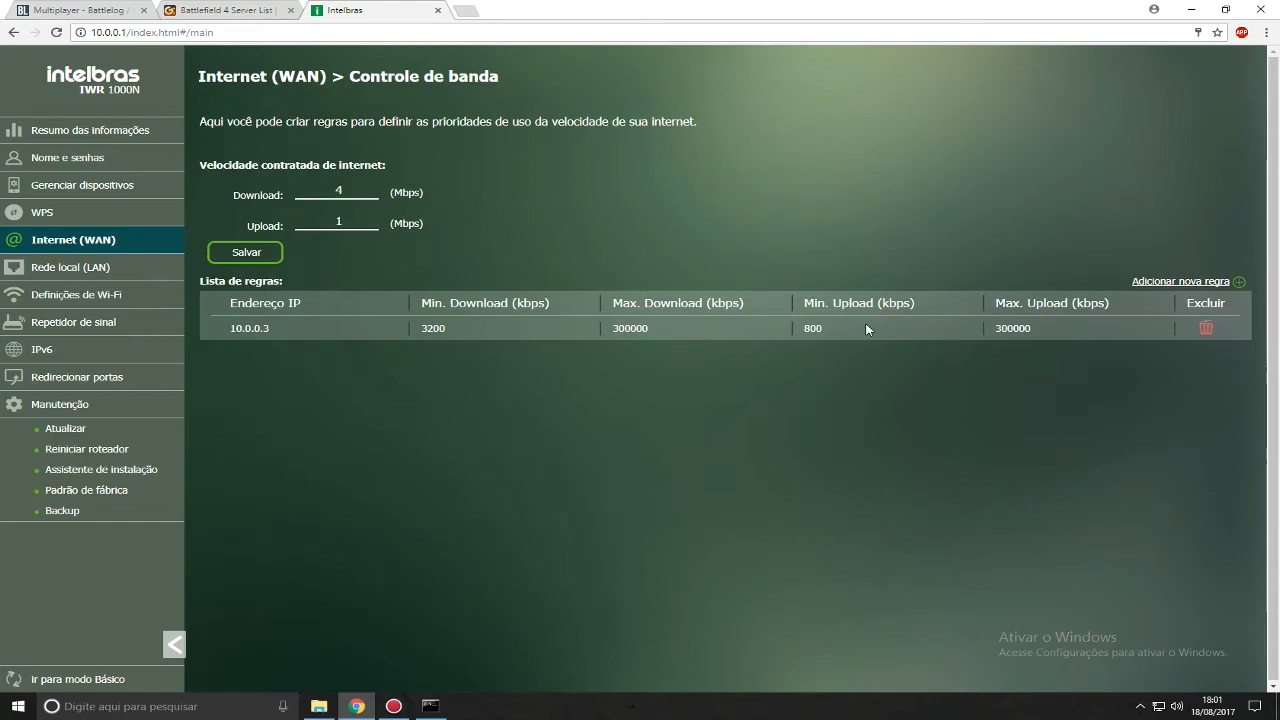 Multiplayer - Battlelog /
Battlefield 4 Server List |
Intelbras
10.0.0.1/index.html#/main
ABP
intelbras
IWR 1000N
Resumo das informações
Nome e senhas
Gerenciar dispositivos
WPS
Internet (WAN)
Rede local (LAN)
Definições de Wi-Fi
Repetidor de sinal
IPv6
Redirecionar portas
Manutenção
Atualizar
Reiniciar roteador
Assistente de instalação
Padrão de fábrica
Backup
Ir para modo Básico
Internet (WAN) > Controle de banda
Aqui você pode criar regras para definir as prioridades de uso da velocidade de sua internet.
Velocidade contratada de internet:
Download: 4 (Mbps)
Upload: 1 (Mbps)
Salvar
Lista de regras: Adicionar nova regra
Endereço IP Min. Download (kbps) Max. Download (kbps) Min. Upload (kbps) Max. Upload (kbps) Excluir
10.0.0.3 3200 300000 800 300000
Ativar o Windows
Acesse Configurações para ativar o Windows.
Digite aqui para pesquisar
18:01
18/08/2017